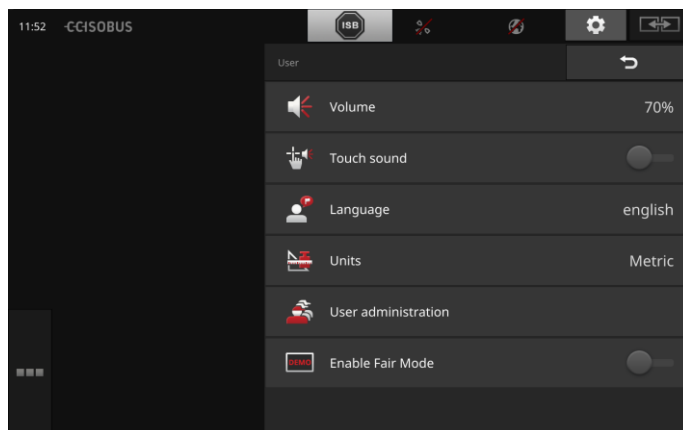 11:52 CCISOBUS ISB
User
Volume 70%
Touch sound
Language english
Units Metric
User administration
DEMO Enable Fair Mode